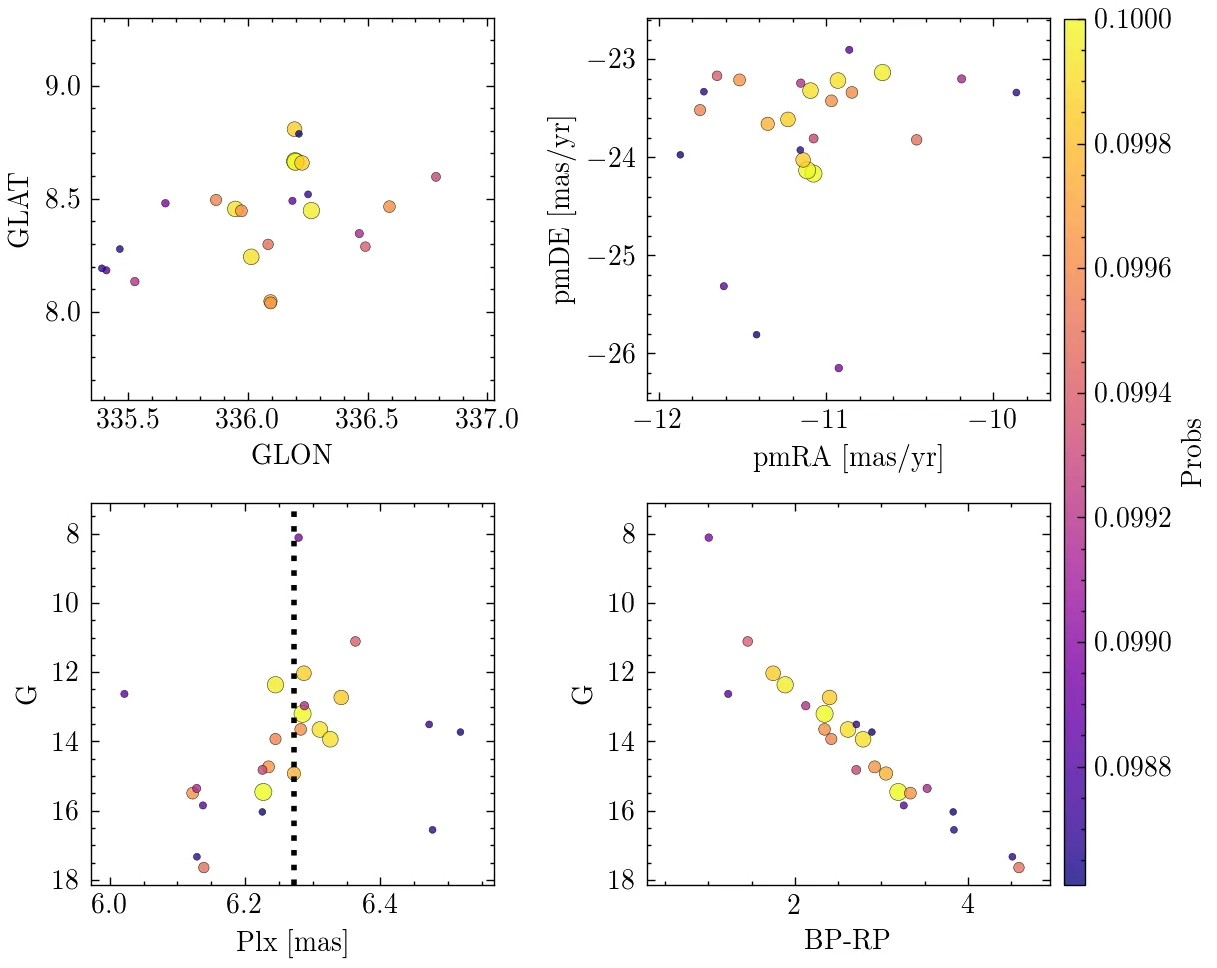 9.0
8.5
8.0
GLAT
335.5 336.0 336.5 337.0
GLON
−23
−24
−25
−26
pmDE [mas/yr]
−12 −11 −10
pmRA [mas/yr]
8
10
12
14
16
18
G
6.0 6.2 6.4
Plx [mas]
8
10
12
14
16
18
G
2 4
BP-RP
0.1000
0.0998
0.0996
0.0994
0.0992
0.0990
0.0988
Probs